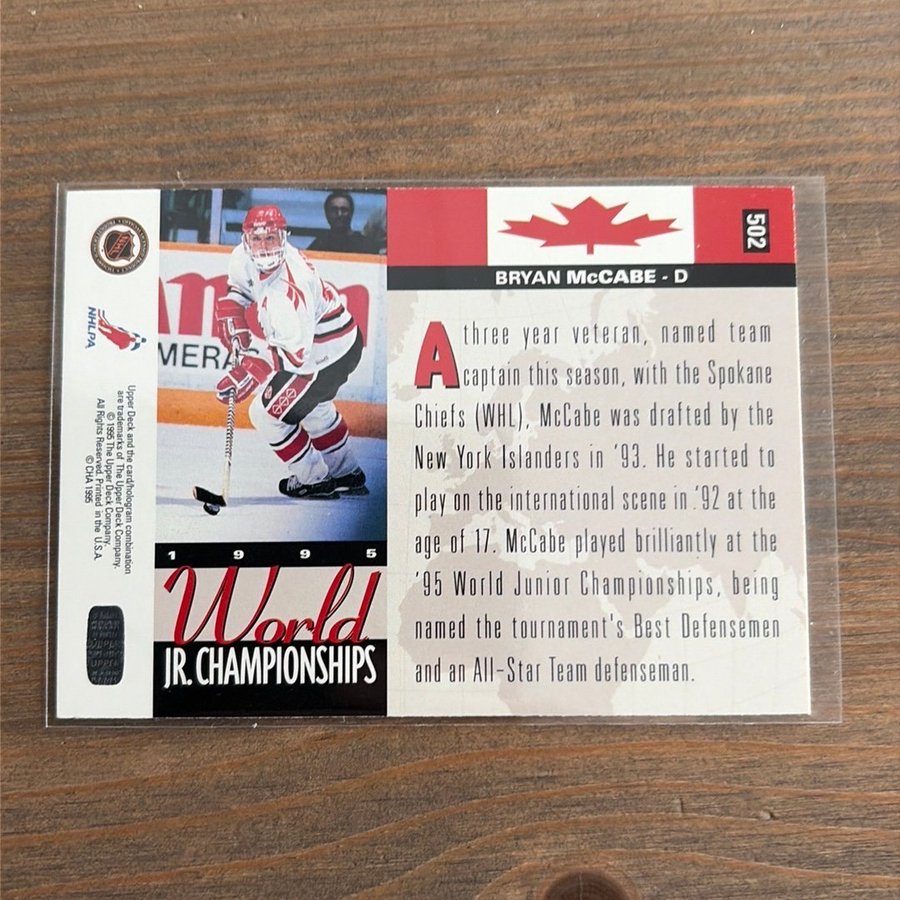 502
BRYAN McCABE - D
A three year veteran, named team
captain this season, with the Spokane
Chiefs (WHL), McCabe was drafted by the
New York Islanders in '93. He started to
play on the international scene in '92 at the
age of 17. McCabe played brilliantly at the
'95 World Junior Championships, being
named the tournament's Best Defensemen
and an All-Star Team defenseman.
anon
MERAS
1995
World
JR. CHAMPIONSHIPS
NHLPA
Upper Deck and the card/hologram combination
are trademarks of The Upper Deck Company.
© 1995 The Upper Deck Company.
All Rights Reserved. Printed in the U.S.A.
© CHA 1995